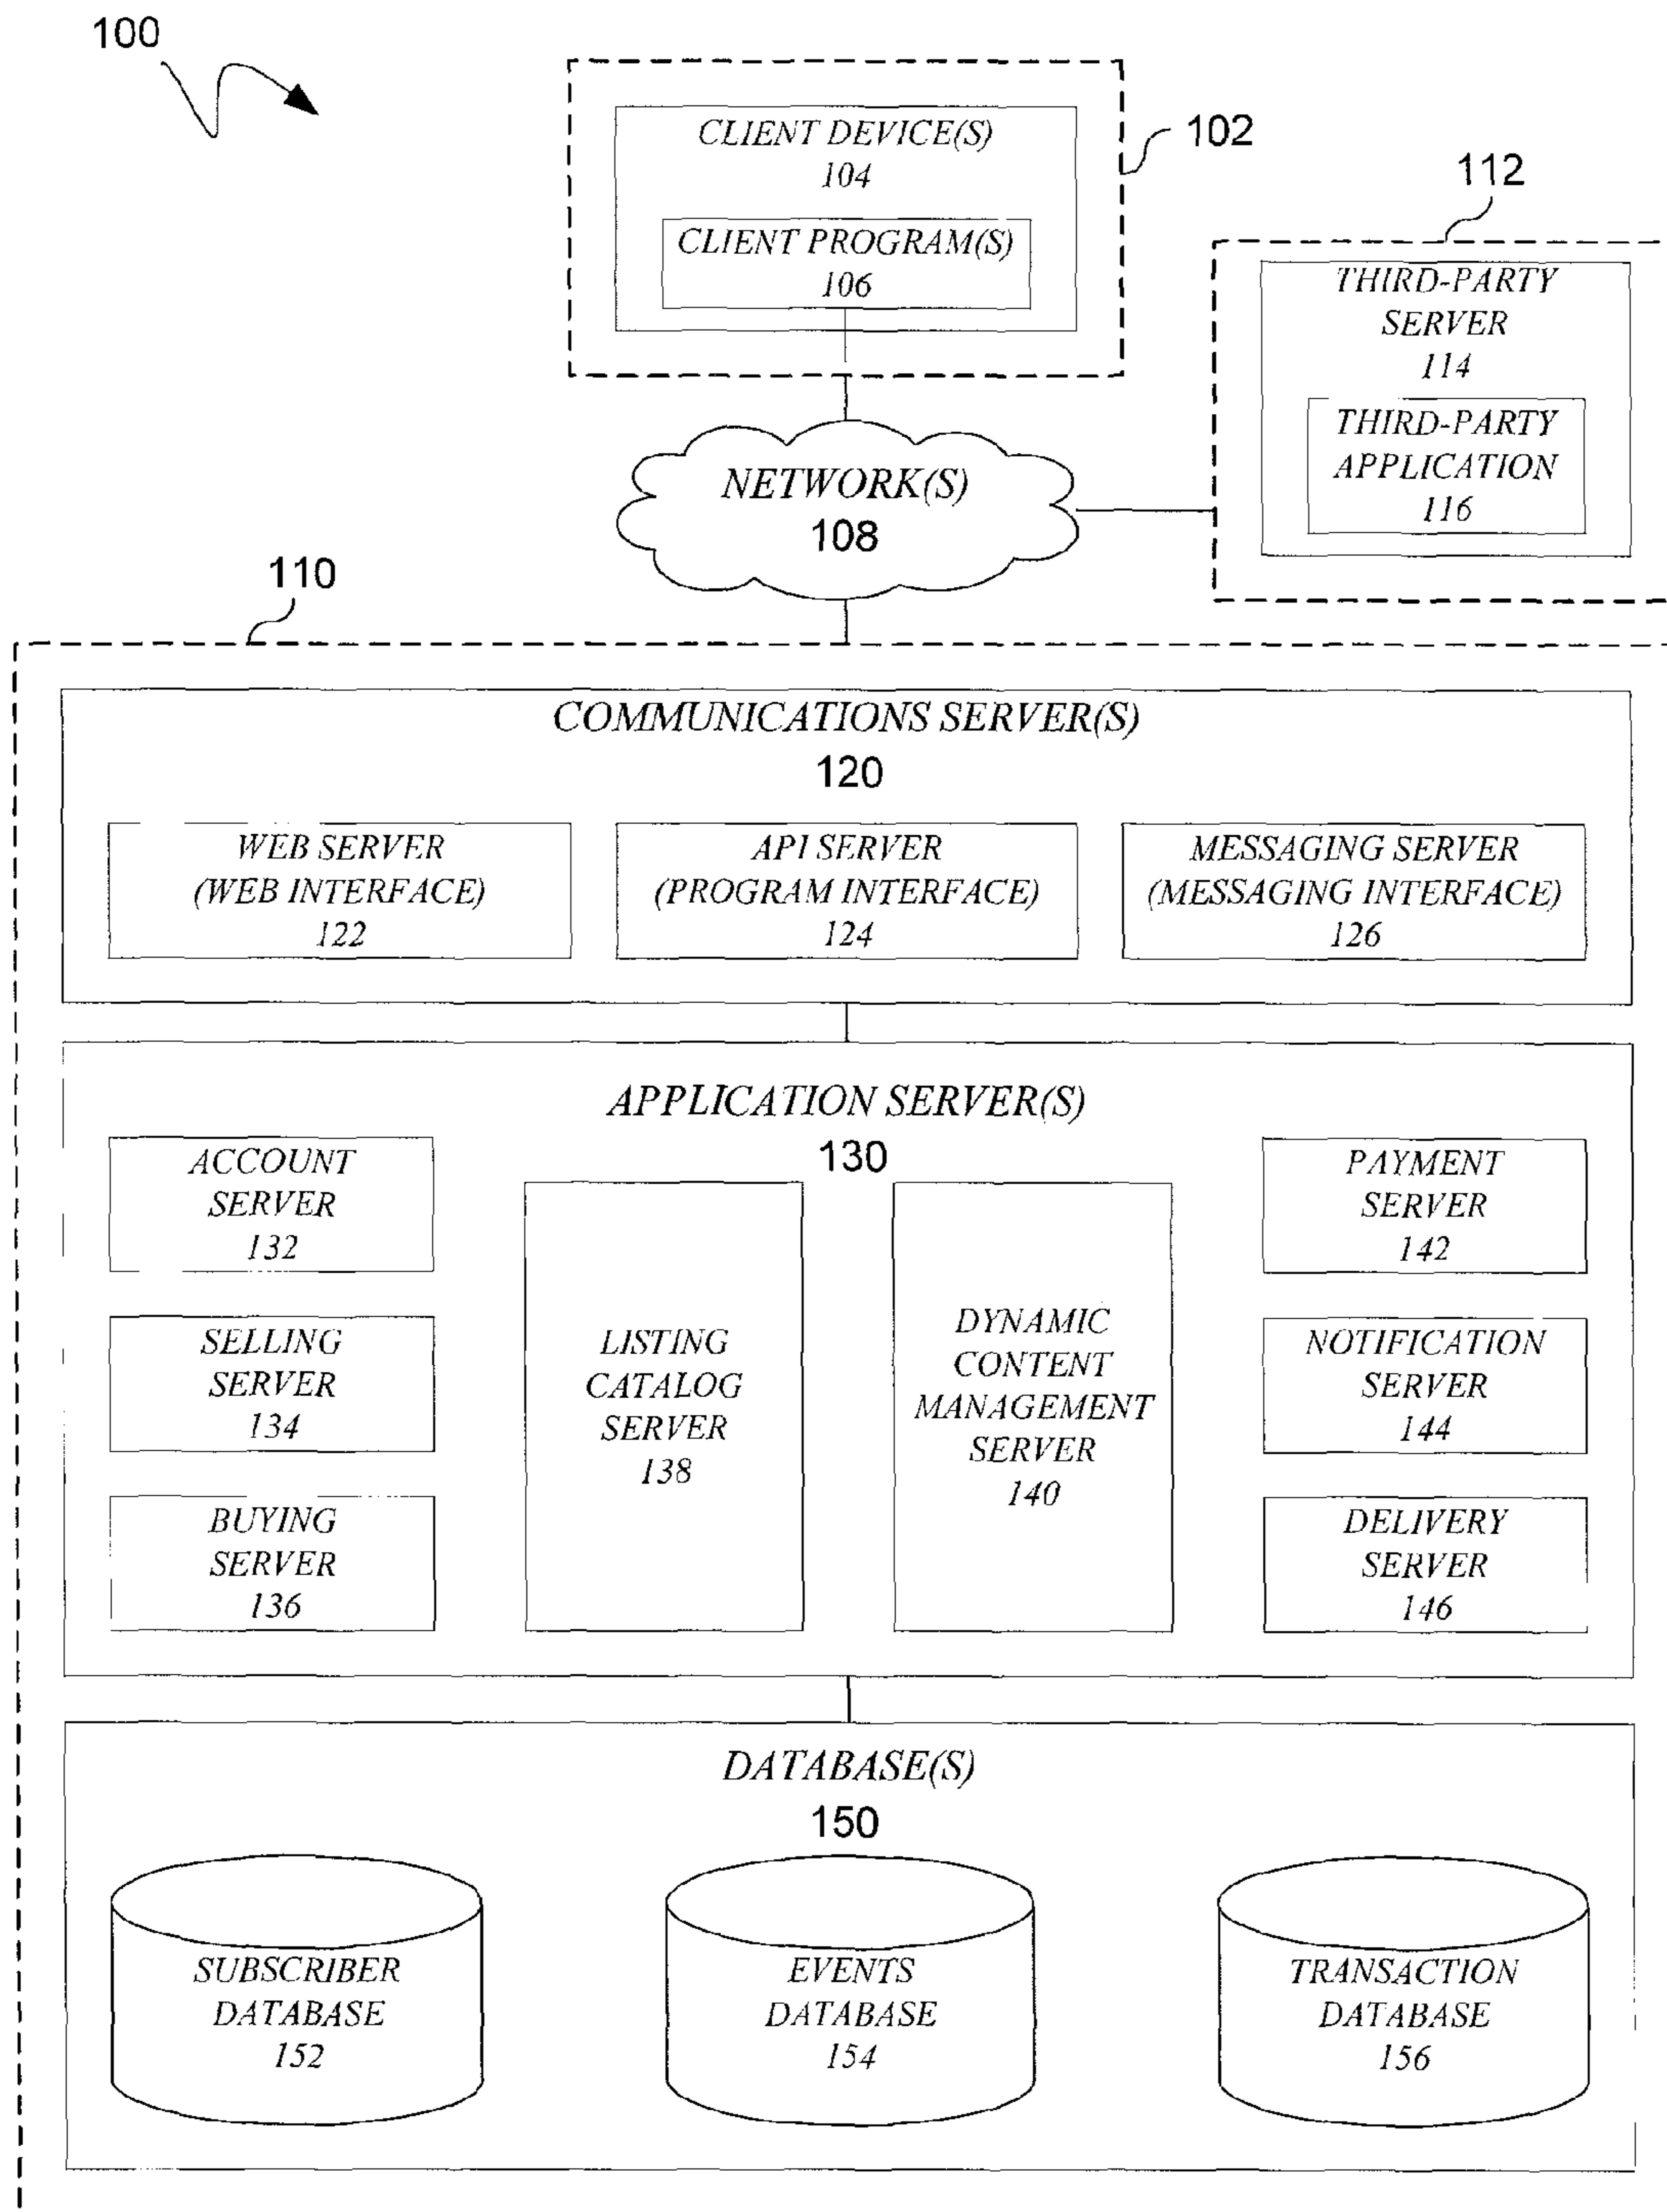 100
CLIENT DEVICE(S)
104
102
CLIENT PROGRAM(S)
106
112
THIRD-PARTY
SERVER
114
THIRD-PARTY
APPLICATION
116
NETWORK(S)
108
110
COMMUNICATIONS SERVER(S)
120
WEB SERVER
(WEB INTERFACE)
122
API SERVER
(PROGRAM INTERFACE)
124
MESSAGING SERVER
(MESSAGING INTERFACE)
126
APPLICATION SERVER(S)
130
ACCOUNT
SERVER
132
SELLING
SERVER
134
BUYING
SERVER
136
LISTING
CATALOG
SERVER
138
DYNAMIC
CONTENT
MANAGEMENT
SERVER
140
PAYMENT
SERVER
142
NOTIFICATION
SERVER
144
DELIVERY
SERVER
146
DATABASE(S)
150
SUBSCRIBER
DATABASE
152
EVENTS
DATABASE
154
TRANSACTION
DATABASE
156